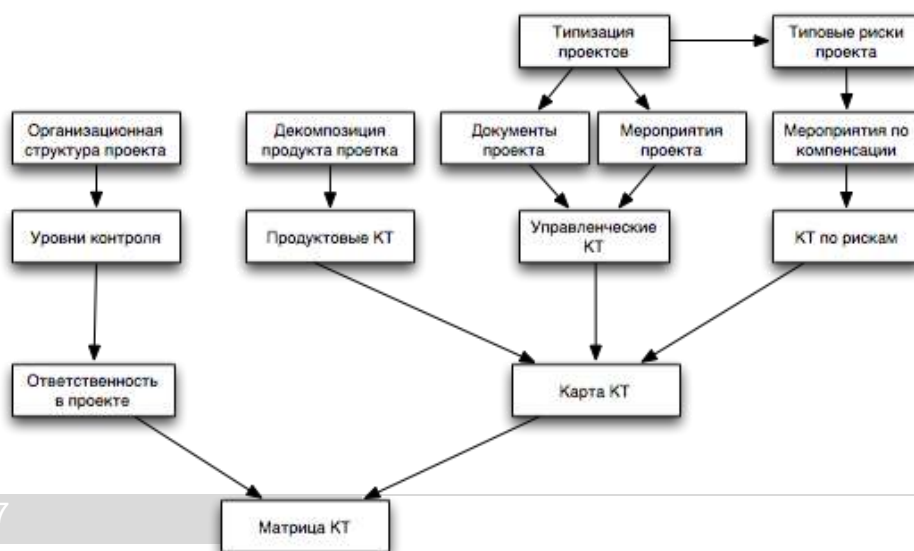 Типизация
проектов
Типовые риски
проекта
Организационная
структура проекта
Декомпозиция
продукта проетка
Документы
проекта
Мероприятия
проекта
Мероприятия по
компенсации
Уровни контроля
Продуктовые КТ
Управленческие
КТ
КТ по рискам
Ответственность
в проекте
Карта КТ
7
Матрица КТ